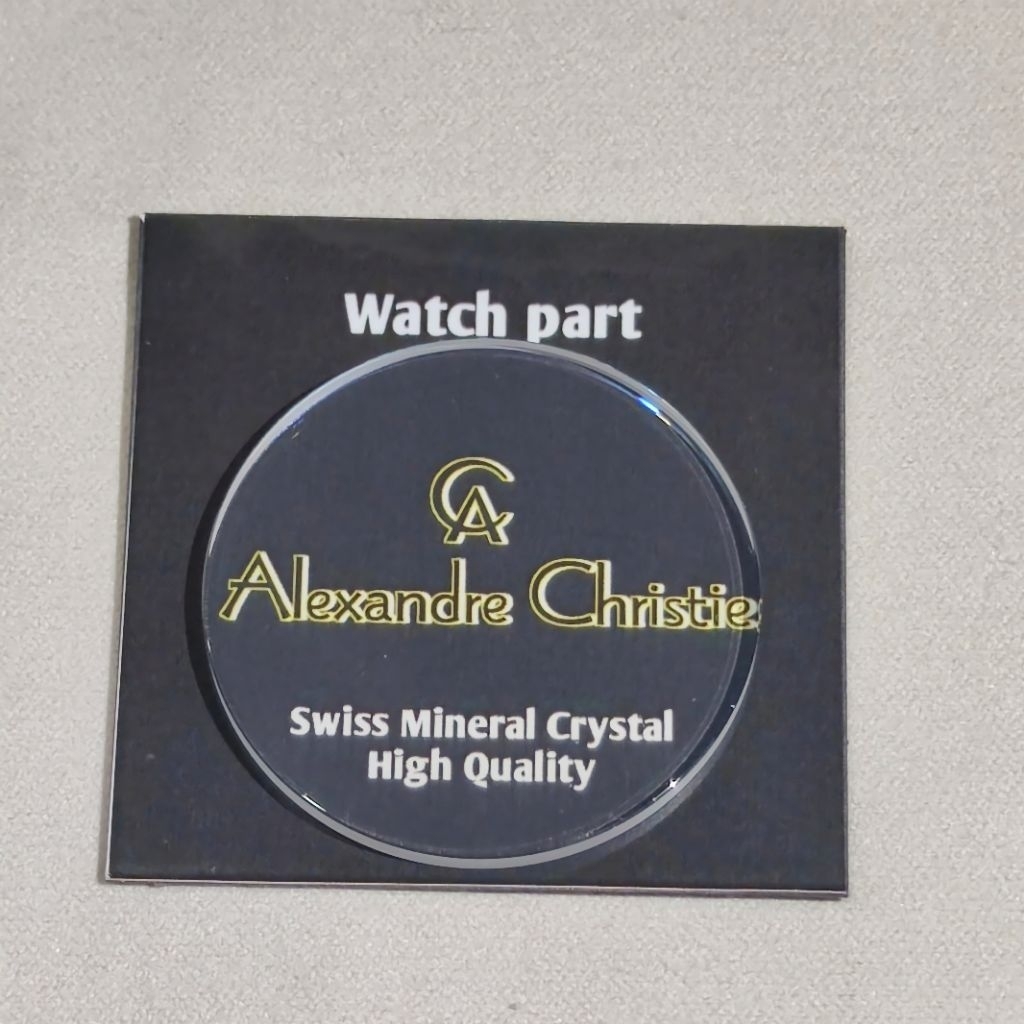 Watch part
CA
Alexandre Christie
Swiss Mineral Crystal
High Quality